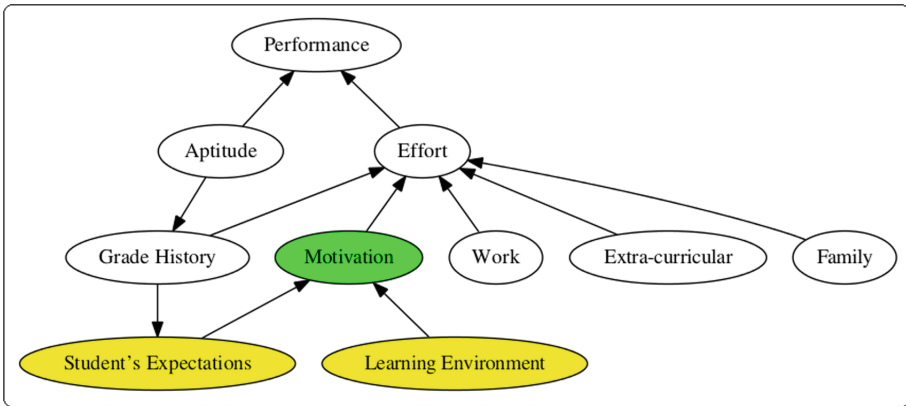 Performance
Aptitude
Effort
Grade History
Motivation
Work
Extra-curricular
Family
Student’s Expectations
Learning Environment